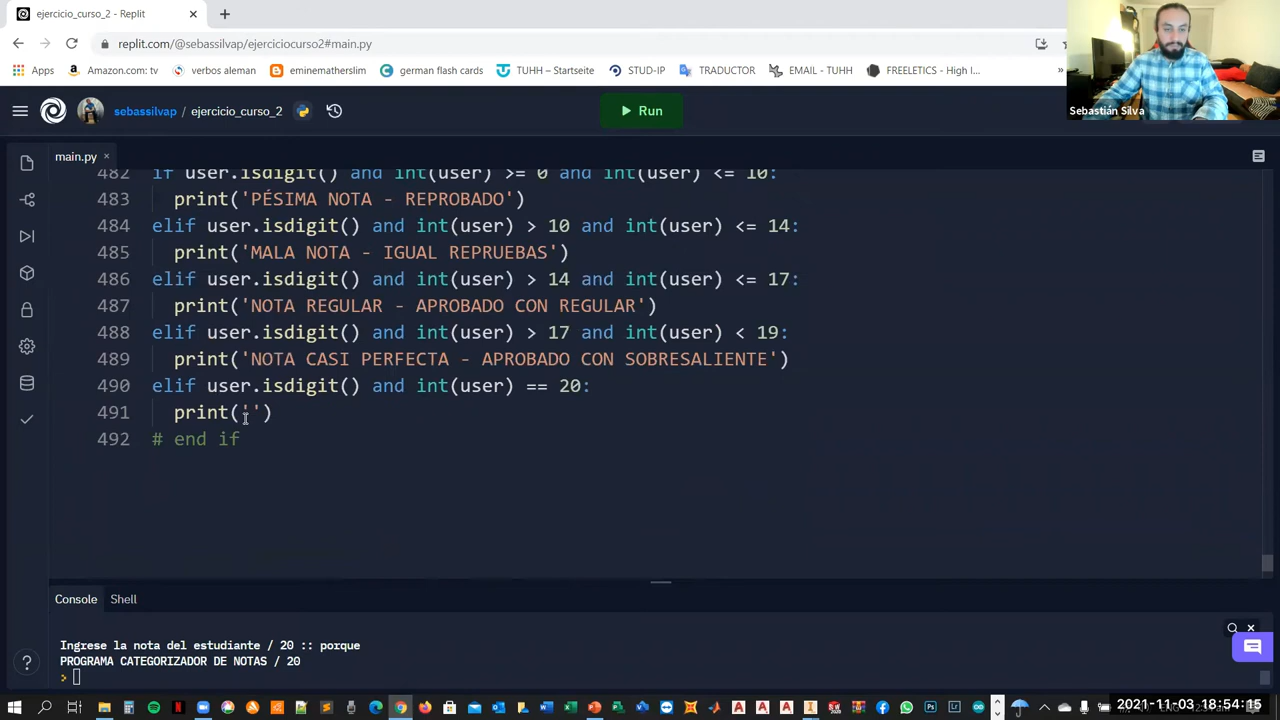 ejercicio_curso_2 - Replit
replit.com/@sebassilvap/ejerciciocurso2#main.py
Apps
Amazon.com: tv
verbos aleman
eminematherslim
german flash cards
TUHH – Startseite
STUD-IP
TRADUCTOR
EMAIL - TUHH
FREELETICS - High I...
»
Sebastián Silva
sebassilvap / ejercicio_curso_2
Run
main.py
482 if user.isdigit() and int(user) >= 0 and int(user) <= 10:
483 print('PÉSIMA NOTA - REPROBADO')
484 elif user.isdigit() and int(user) > 10 and int(user) <= 14:
485 print('MALA NOTA - IGUAL REPRUEBAS')
486 elif user.isdigit() and int(user) > 14 and int(user) <= 17:
487 print('NOTA REGULAR - APROBADO CON REGULAR')
488 elif user.isdigit() and int(user) > 17 and int(user) < 19:
489 print('NOTA CASI PERFECTA - APROBADO CON SOBRESALIENTE')
490 elif user.isdigit() and int(user) == 20:
491 print('')
492 # end if
Console
Shell
Ingrese la nota del estudiante / 20 :: porque
PROGRAMA CATEGORIZADOR DE NOTAS / 20
>
2021-11-03 18:54:15